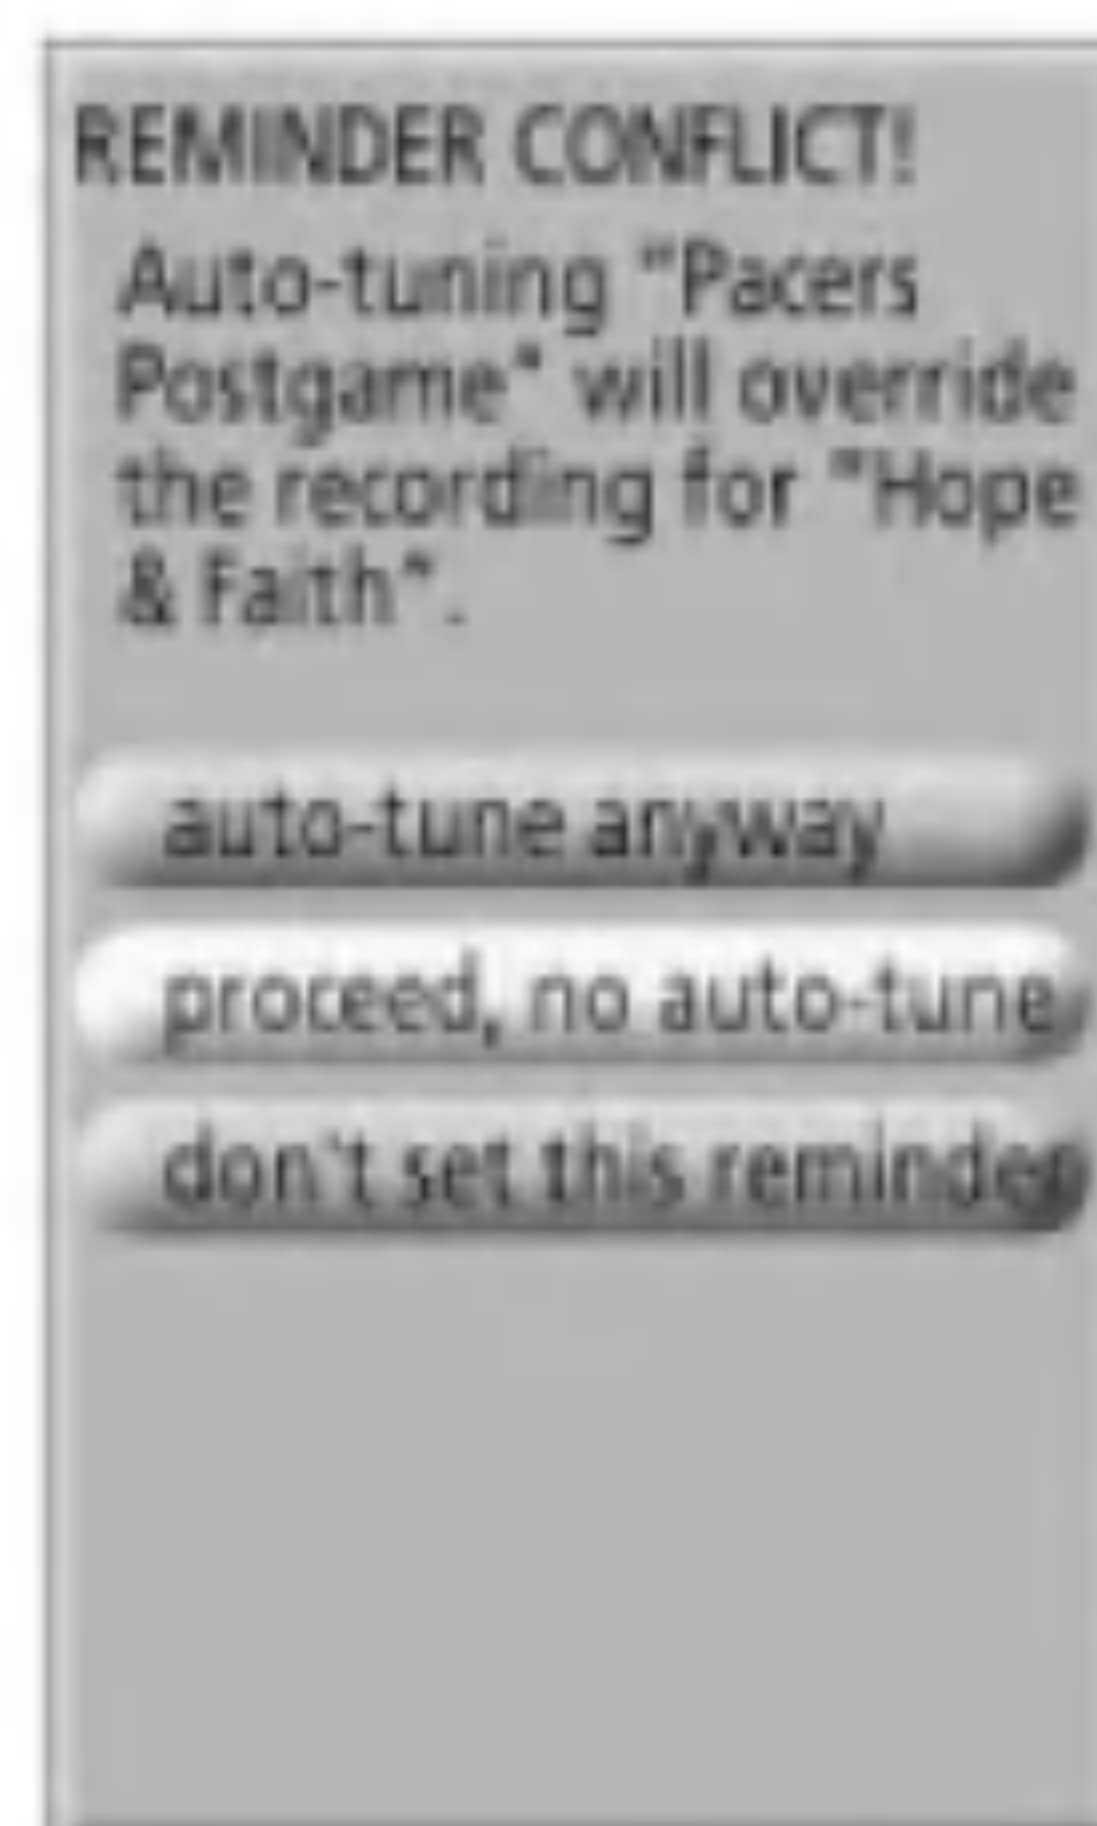 REMINDER CONFLICT!
Auto-tuning "Pacers
Postgame" will override
the recording for "Hope
& Faith".
auto-tune anyway
proceed, no auto-tune
don't set this reminder